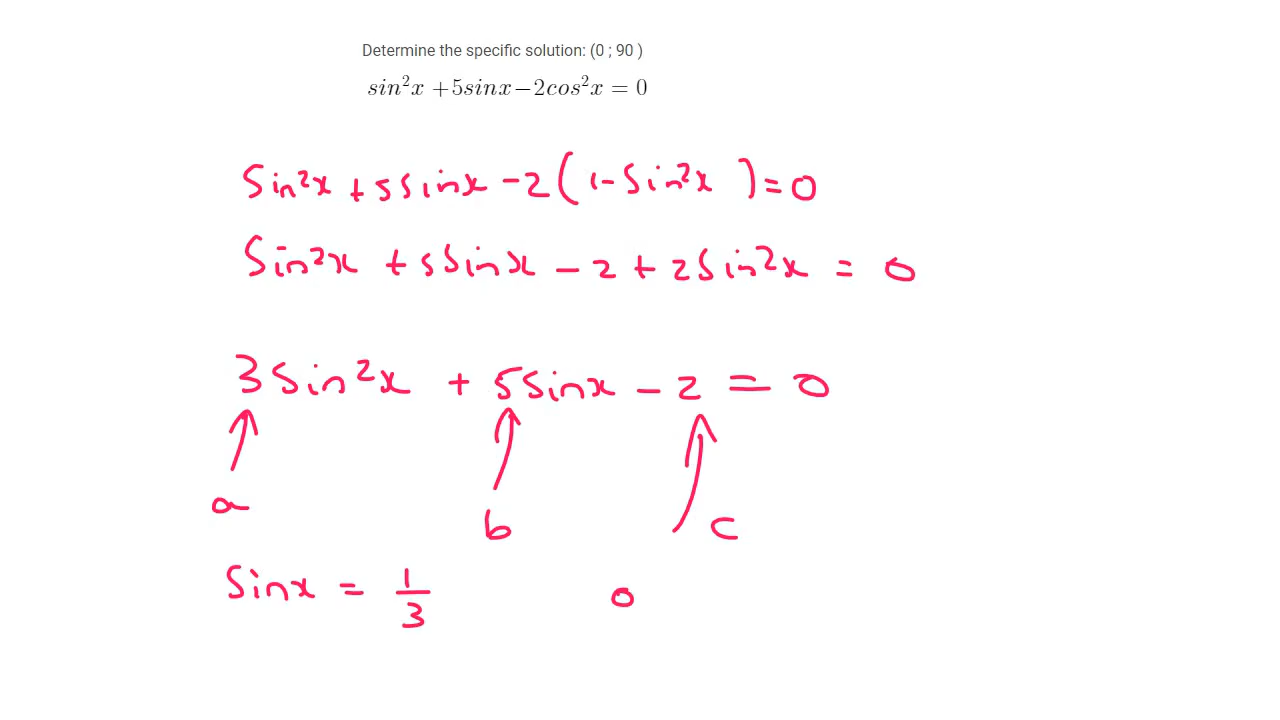 Determine the specific solution: (0 ; 90 )
sin²x +5sinx−2cos²x = 0
Sin²x + 5Sinx - 2(1 - Sin²x ) = 0
Sin²x + 5Sinx - 2 + 2Sin²x = 0
3Sin²x + 5Sinx - 2 = 0
a b c
Sinx = 1/3 0